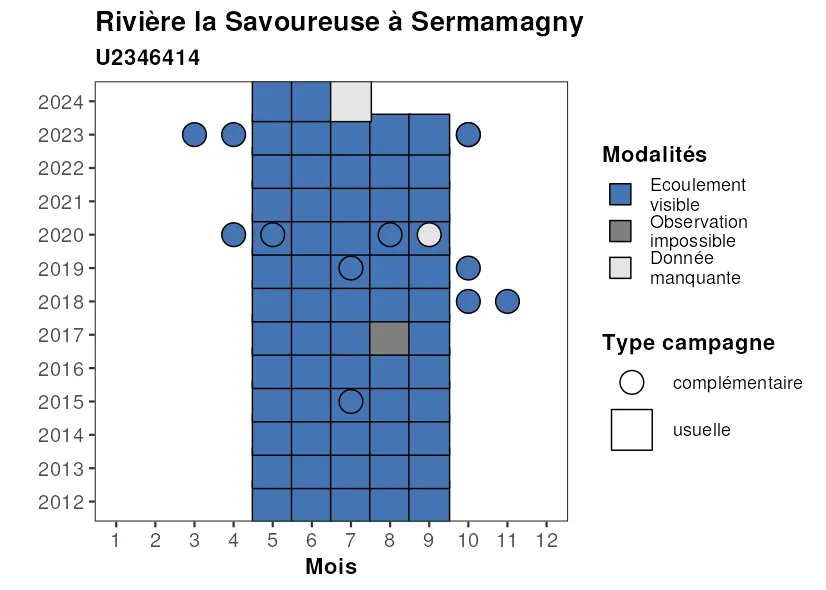 Rivière la Savoureuse à Sermamagny
U2346414
2024
2023
2022
2021
2020
2019
2018
2017
2016
2015
2014
2013
2012
1 2 3 4 5 6 7 8 9 10 11 12
Mois
Modalités
Ecoulement
visible
Observation
impossible
Donnée
manquante
Type campagne
complémentaire
usuelle